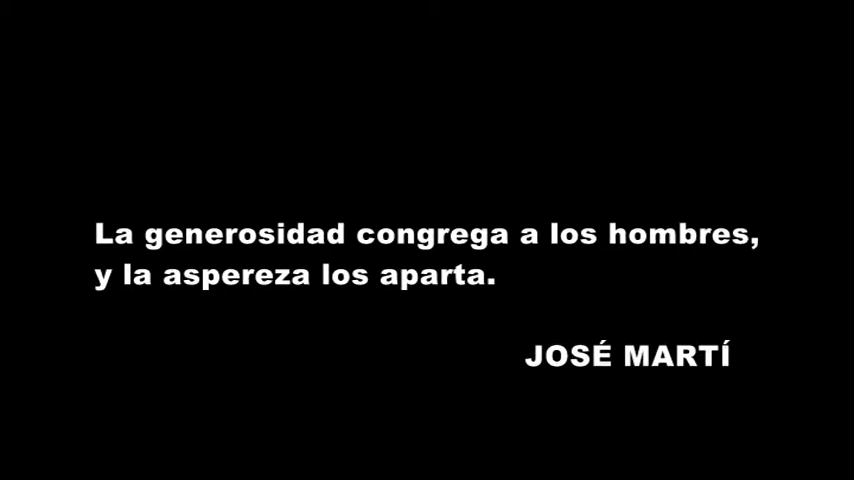 La generosidad congrega a los hombres,
y la aspereza los aparta.
JOSÉ MARTÍ